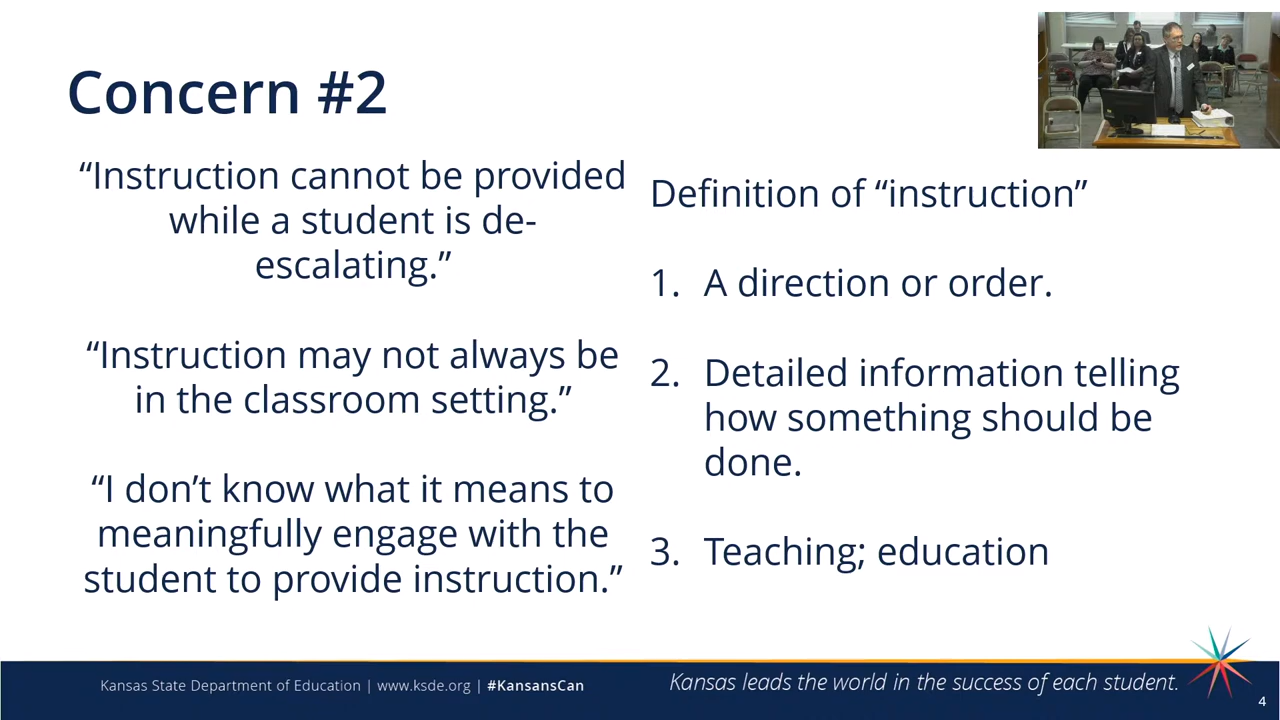 Concern #2
“Instruction cannot be provided
while a student is de-
escalating.”
“Instruction may not always be
in the classroom setting.”
“I don’t know what it means to
meaningfully engage with the
student to provide instruction.”
Definition of “instruction”
1. A direction or order.
2. Detailed information telling
how something should be
done.
3. Teaching; education
Kansas State Department of Education | www.ksde.org | #KansansCan
Kansas leads the world in the success of each student.
4